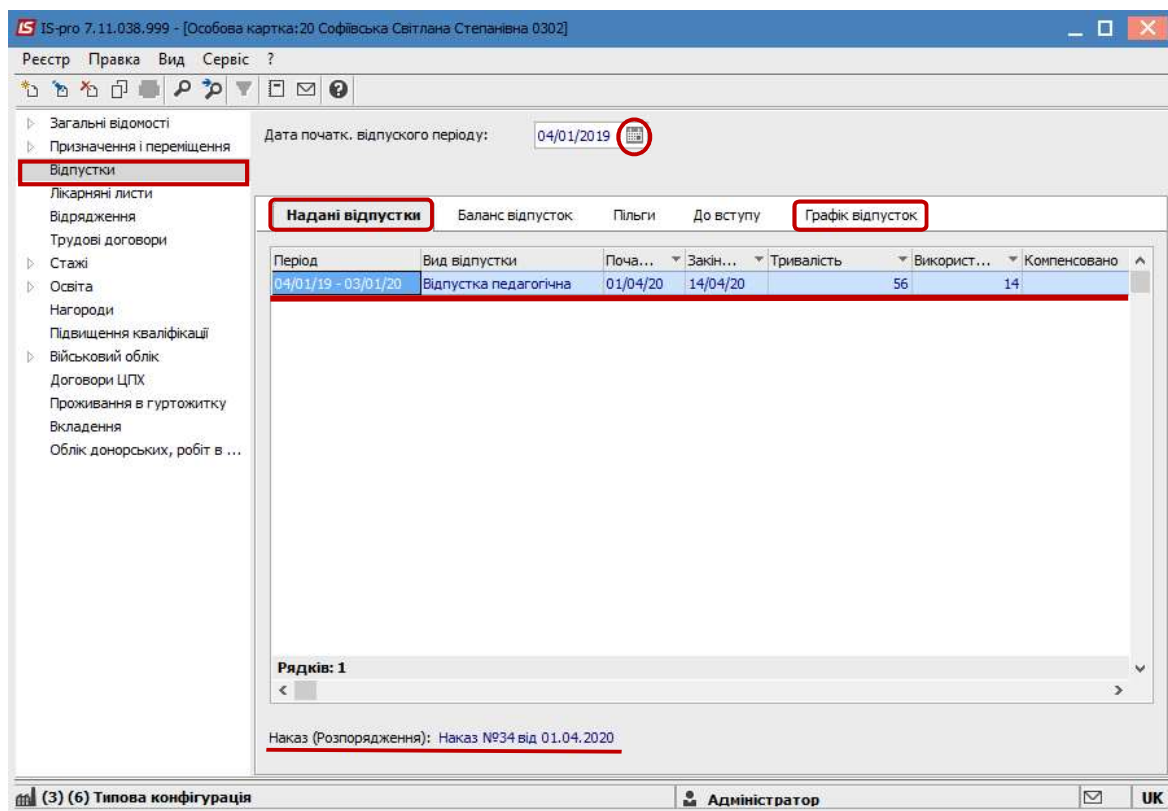 IS-pro 7.11.038.999 - [Особова картка:20 Софіївська Світлана Степанівна 0302]
Реєстр Правка Вид Сервіс ?
Загальні відомості
Призначення і переміщення
Відпустки
Лікарняні листи
Відрядження
Трудові договори
Стажі
Освіта
Нагороди
Підвищення кваліфікації
Військовий облік
Договори ЦПХ
Проживання в гуртожитку
Вкладення
Облік донорських, робіт в ...
Дата початк. відпуского періоду: 04/01/2019
Надані відпустки Баланс відпусток Пільги До вступу Графік відпусток
Період Вид відпустки Поча... Закін... Тривалість Використ... Компенсовано
04/01/19 - 03/01/20 Відпустка педагогічна 01/04/20 14/04/20 56 14
Рядків: 1
Наказ (Розпорядження): Наказ №34 від 01.04.2020
(3) (6) Типова конфігурація Адміністратор UK